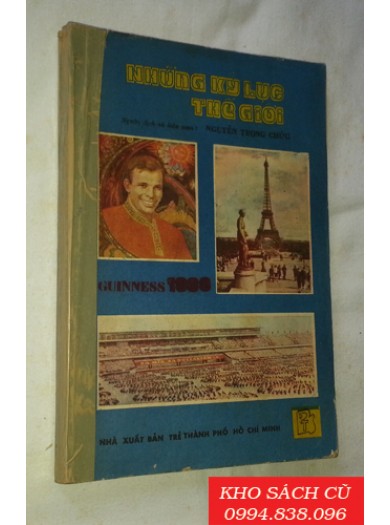 NHỮNG KỶ LỤC
THẾ GIỚI
NGUYỄN TRỌNG
GUINNESS
NHÀ XUẤT BẢN TRẺ THÀNH PHỐ HỒ CHÍ MINH
KHO SÁCH CŨ
0994.838.096